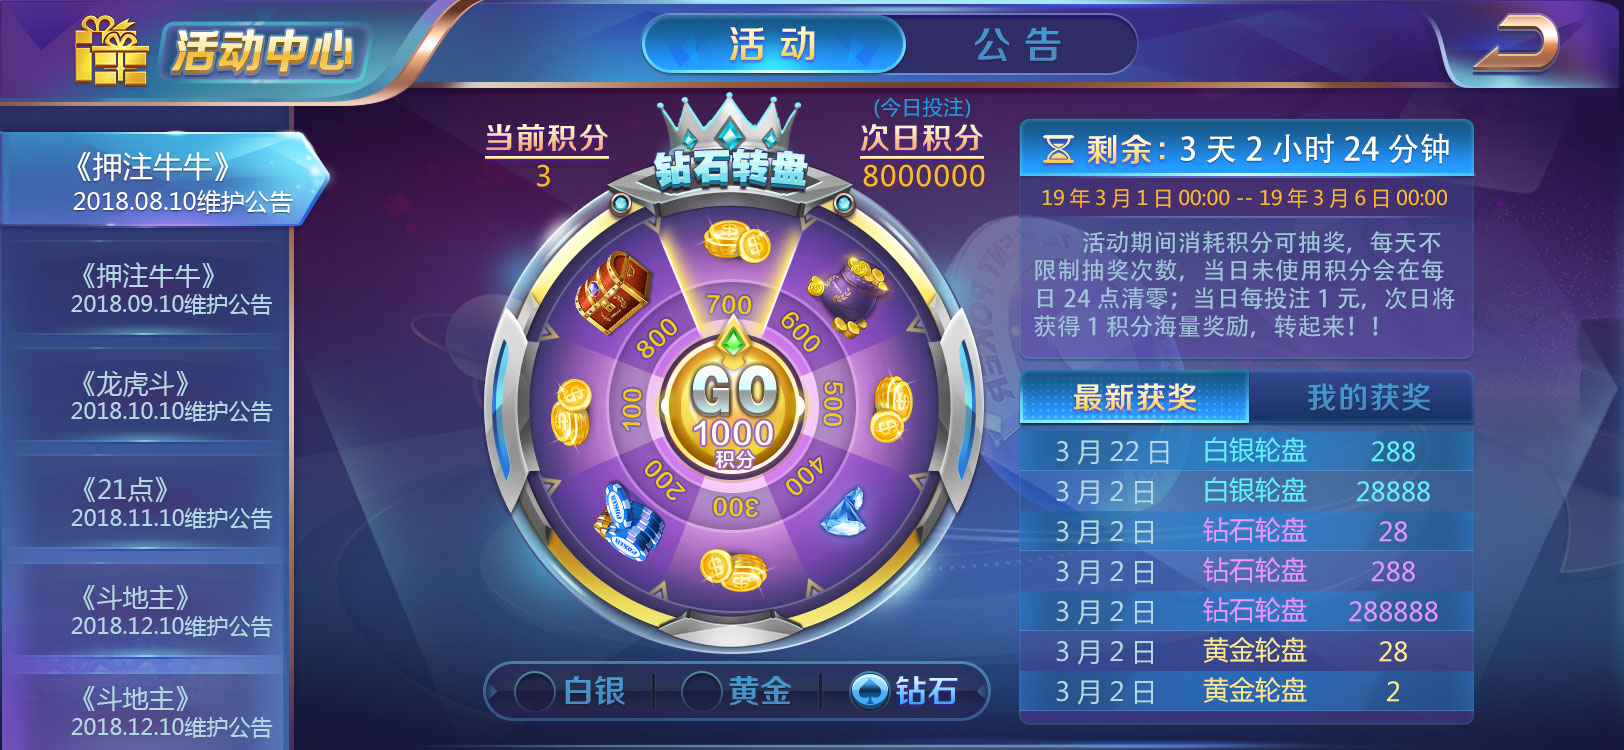 活动中心
活动
公告
《押注牛牛》
2018.08.10维护公告
《押注牛牛》
2018.09.10维护公告
《龙虎斗》
2018.10.10维护公告
《21点》
2018.11.10维护公告
《斗地主》
2018.12.10维护公告
《斗地主》
2018.12.10维护公告
当前积分
3
钻石转盘
(今日投注)
次日积分
8000000
700
600
500
400
300
200
100
800
GO
1000
积分
白银
黄金
钻石
剩余：3 天 2 小时 24 分钟
19 年 3 月 1 日 00:00 -- 19 年 3 月 6 日 00:00
活动期间消耗积分可抽奖，每天不
限制抽奖次数，当日未使用积分会在每
日 24 点清零；当日每投注 1 元，次日将
获得 1 积分海量奖励，转起来！！
最新获奖
我的获奖
3 月 22 日 白银轮盘 288
3 月 2 日 白银轮盘 28888
3 月 2 日 钻石轮盘 28
3 月 2 日 钻石轮盘 288
3 月 2 日 钻石轮盘 288888
3 月 2 日 黄金轮盘 28
3 月 2 日 黄金轮盘 2